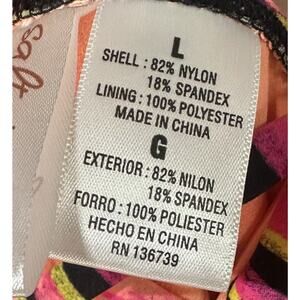 salt
L
SHELL : 82% NYLON
18% SPANDEX
LINING : 100% POLYESTER
MADE IN CHINA
G
EXTERIOR : 82% NILON
18% SPANDEX
FORRO : 100% POLIESTER
HECHO EN CHINA
RN 136739